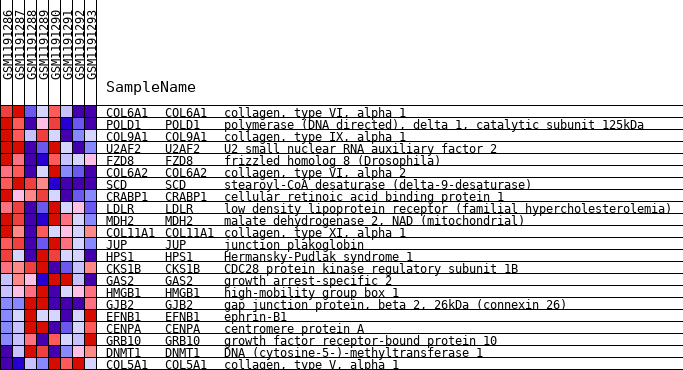 GSM1191286
GSM1191287
GSM1191288
GSM1191289
GSM1191290
GSM1191291
GSM1191292
GSM1191293
SampleName
COL6A1 COL6A1 collagen, type VI, alpha 1
POLD1 POLD1 polymerase (DNA directed), delta 1, catalytic subunit 125kDa
COL9A1 COL9A1 collagen, type IX, alpha 1
U2AF2 U2AF2 U2 small nuclear RNA auxiliary factor 2
FZD8 FZD8 frizzled homolog 8 (Drosophila)
COL6A2 COL6A2 collagen, type VI, alpha 2
SCD SCD stearoyl-CoA desaturase (delta-9-desaturase)
CRABP1 CRABP1 cellular retinoic acid binding protein 1
LDLR LDLR low density lipoprotein receptor (familial hypercholesterolemia)
MDH2 MDH2 malate dehydrogenase 2, NAD (mitochondrial)
COL11A1 COL11A1 collagen, type XI, alpha 1
JUP JUP junction plakoglobin
HPS1 HPS1 Hermansky-Pudlak syndrome 1
CKS1B CKS1B CDC28 protein kinase regulatory subunit 1B
GAS2 GAS2 growth arrest-specific 2
HMGB1 HMGB1 high-mobility group box 1
GJB2 GJB2 gap junction protein, beta 2, 26kDa (connexin 26)
EFNB1 EFNB1 ephrin-B1
CENPA CENPA centromere protein A
GRB10 GRB10 growth factor receptor-bound protein 10
DNMT1 DNMT1 DNA (cytosine-5-)-methyltransferase 1
COL5A1 COL5A1 collagen, type V, alpha 1